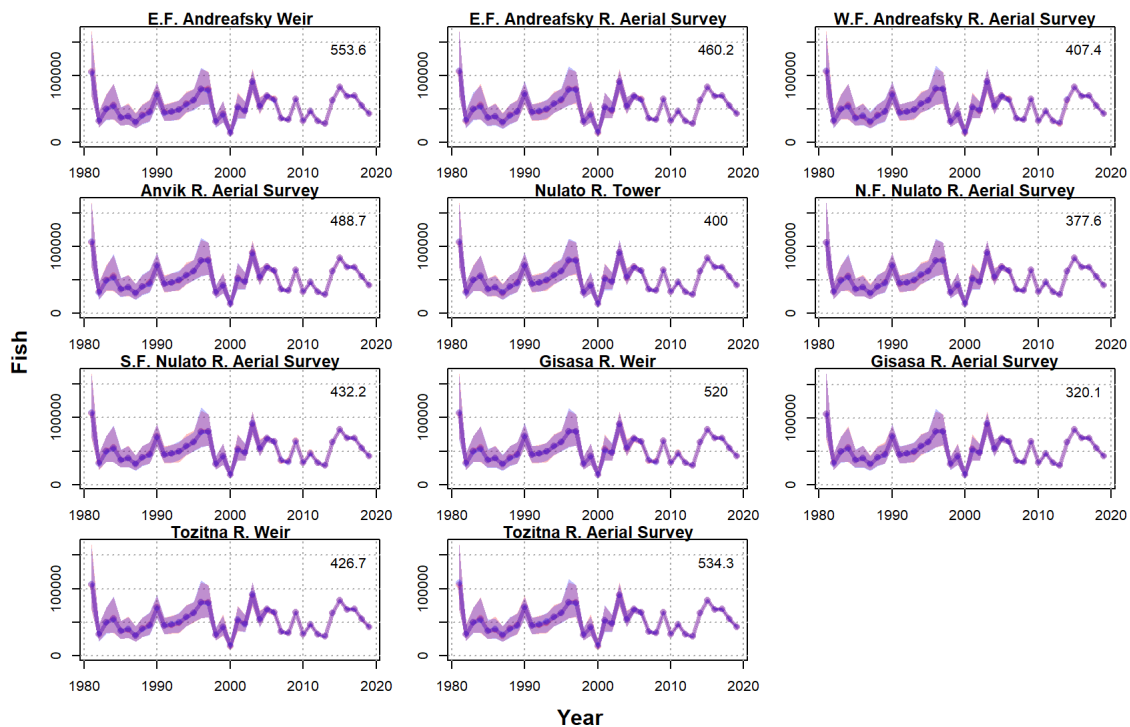 E.F. Andreafsky Weir E.F. Andreafsky R. Aerial Survey W.F. Andreafsky R. Aerial Survey
553.6 460.2 407.4
100000 100000 100000
0 0 0
1980 1990 2000 2010 2020 1980 1990 2000 2010 2020 1980 1990 2000 2010 2020
Anvik R. Aerial Survey Nulato R. Tower N.F. Nulato R. Aerial Survey
488.7 400 377.6
100000 100000 100000
0 0 0
1980 1990 2000 2010 2020 1980 1990 2000 2010 2020 1980 1990 2000 2010 2020
Fish
S.F. Nulato R. Aerial Survey Gisasa R. Weir Gisasa R. Aerial Survey
432.2 520 320.1
100000 100000 100000
0 0 0
1980 1990 2000 2010 2020 1980 1990 2000 2010 2020 1980 1990 2000 2010 2020
Tozitna R. Weir Tozitna R. Aerial Survey
426.7 534.3
100000 100000
0 0
1980 1990 2000 2010 2020 1980 1990 2000 2010 2020
Year